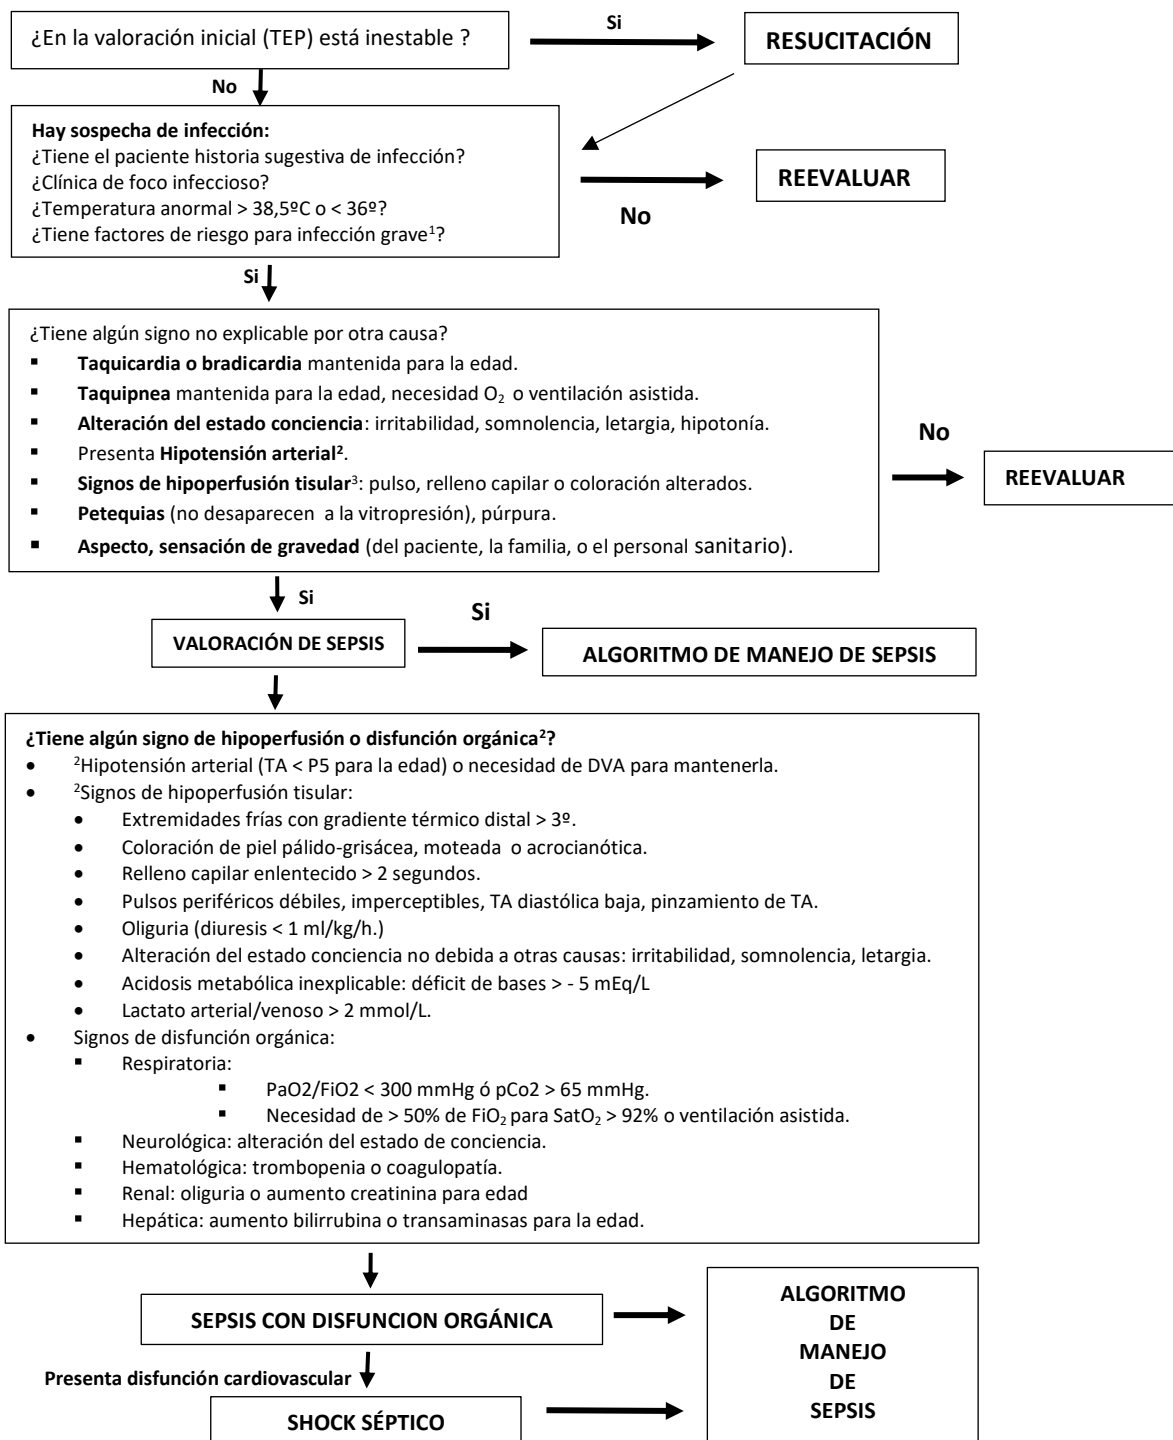 ¿En la valoración inicial (TEP) está inestable ?
Si
RESUCITACIÓN
No
Hay sospecha de infección:
¿Tiene el paciente historia sugestiva de infección?
¿Clínica de foco infeccioso?
¿Temperatura anormal > 38,5ºC o < 36º?
¿Tiene factores de riesgo para infección grave¹?
No
REEVALUAR
Si
¿Tiene algún signo no explicable por otra causa?
▪ Taquicardia o bradicardia mantenida para la edad.
▪ Taquipnea mantenida para la edad, necesidad O₂ o ventilación asistida.
▪ Alteración del estado conciencia: irritabilidad, somnolencia, letargia, hipotonía.
▪ Presenta Hipotensión arterial².
▪ Signos de hipoperfusión tisular³: pulso, relleno capilar o coloración alterados.
▪ Petequias (no desaparecen a la vitropresión), púrpura.
▪ Aspecto, sensación de gravedad (del paciente, la familia, o el personal sanitario).
No
REEVALUAR
Si
VALORACIÓN DE SEPSIS
Si
ALGORITMO DE MANEJO DE SEPSIS
¿Tiene algún signo de hipoperfusión o disfunción orgánica²?
• ²Hipotensión arterial (TA < P5 para la edad) o necesidad de DVA para mantenerla.
• ²Signos de hipoperfusión tisular:
• Extremidades frías con gradiente térmico distal > 3º.
• Coloración de piel pálido-grisácea, moteada o acrocianótica.
• Relleno capilar enlentecido > 2 segundos.
• Pulsos periféricos débiles, imperceptibles, TA diastólica baja, pinzamiento de TA.
• Oliguria (diuresis < 1 ml/kg/h.)
• Alteración del estado conciencia no debida a otras causas: irritabilidad, somnolencia, letargia.
• Acidosis metabólica inexplicable: déficit de bases > - 5 mEq/L
• Lactato arterial/venoso > 2 mmol/L.
• Signos de disfunción orgánica:
▪ Respiratoria:
▪ PaO2/FiO2 < 300 mmHg ó pCo2 > 65 mmHg.
▪ Necesidad de > 50% de FiO₂ para SatO₂ > 92% o ventilación asistida.
▪ Neurológica: alteración del estado de conciencia.
▪ Hematológica: trombopenia o coagulopatía.
▪ Renal: oliguria o aumento creatinina para edad
▪ Hepática: aumento bilirrubina o transaminasas para la edad.
SEPSIS CON DISFUNCION ORGÁNICA
Presenta disfunción cardiovascular
SHOCK SÉPTICO
ALGORITMO
DE
MANEJO
DE
SEPSIS